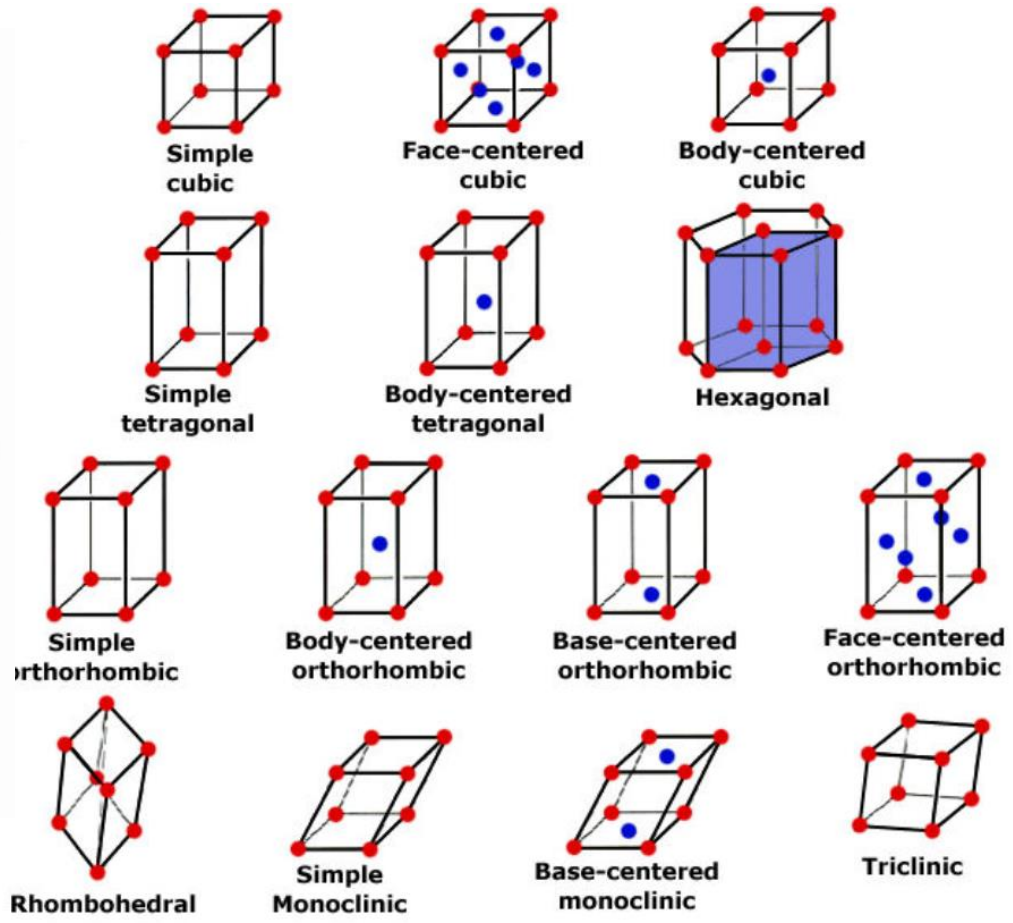 Simple
cubic
Face-centered
cubic
Body-centered
cubic
Simple
tetragonal
Body-centered
tetragonal
Hexagonal
Simple
rthorhombic
Body-centered
orthorhombic
Base-centered
orthorhombic
Face-centered
orthorhombic
Rhombohedral
Simple
Monoclinic
Base-centered
monoclinic
Triclinic